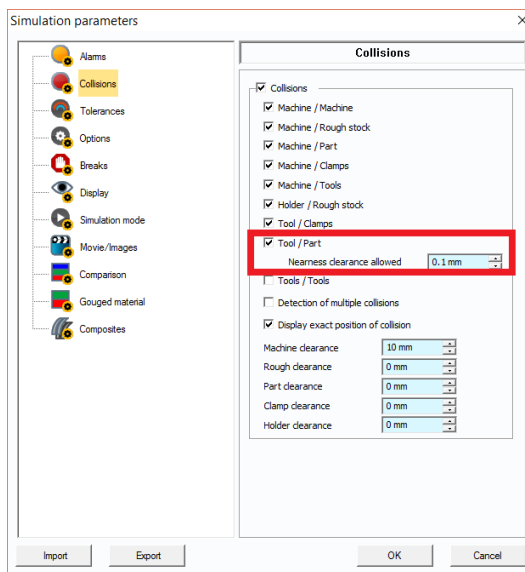 Simulation parameters
Alarms
Collisions
Tolerances
Options
Breaks
Display
Simulation mode
Movie/Images
Comparison
Gouged material
Composites
Collisions
Collisions
Machine / Machine
Machine / Rough stock
Machine / Part
Machine / Clamps
Machine / Tools
Holder / Rough stock
Tool / Clamps
Tool / Part
Nearness clearance allowed 0.1 mm
Tools / Tools
Detection of multiple collisions
Display exact position of collision
Machine clearance 10 mm
Rough clearance 0 mm
Part clearance 0 mm
Clamp clearance 0 mm
Holder clearance 0 mm
Import Export OK Cancel